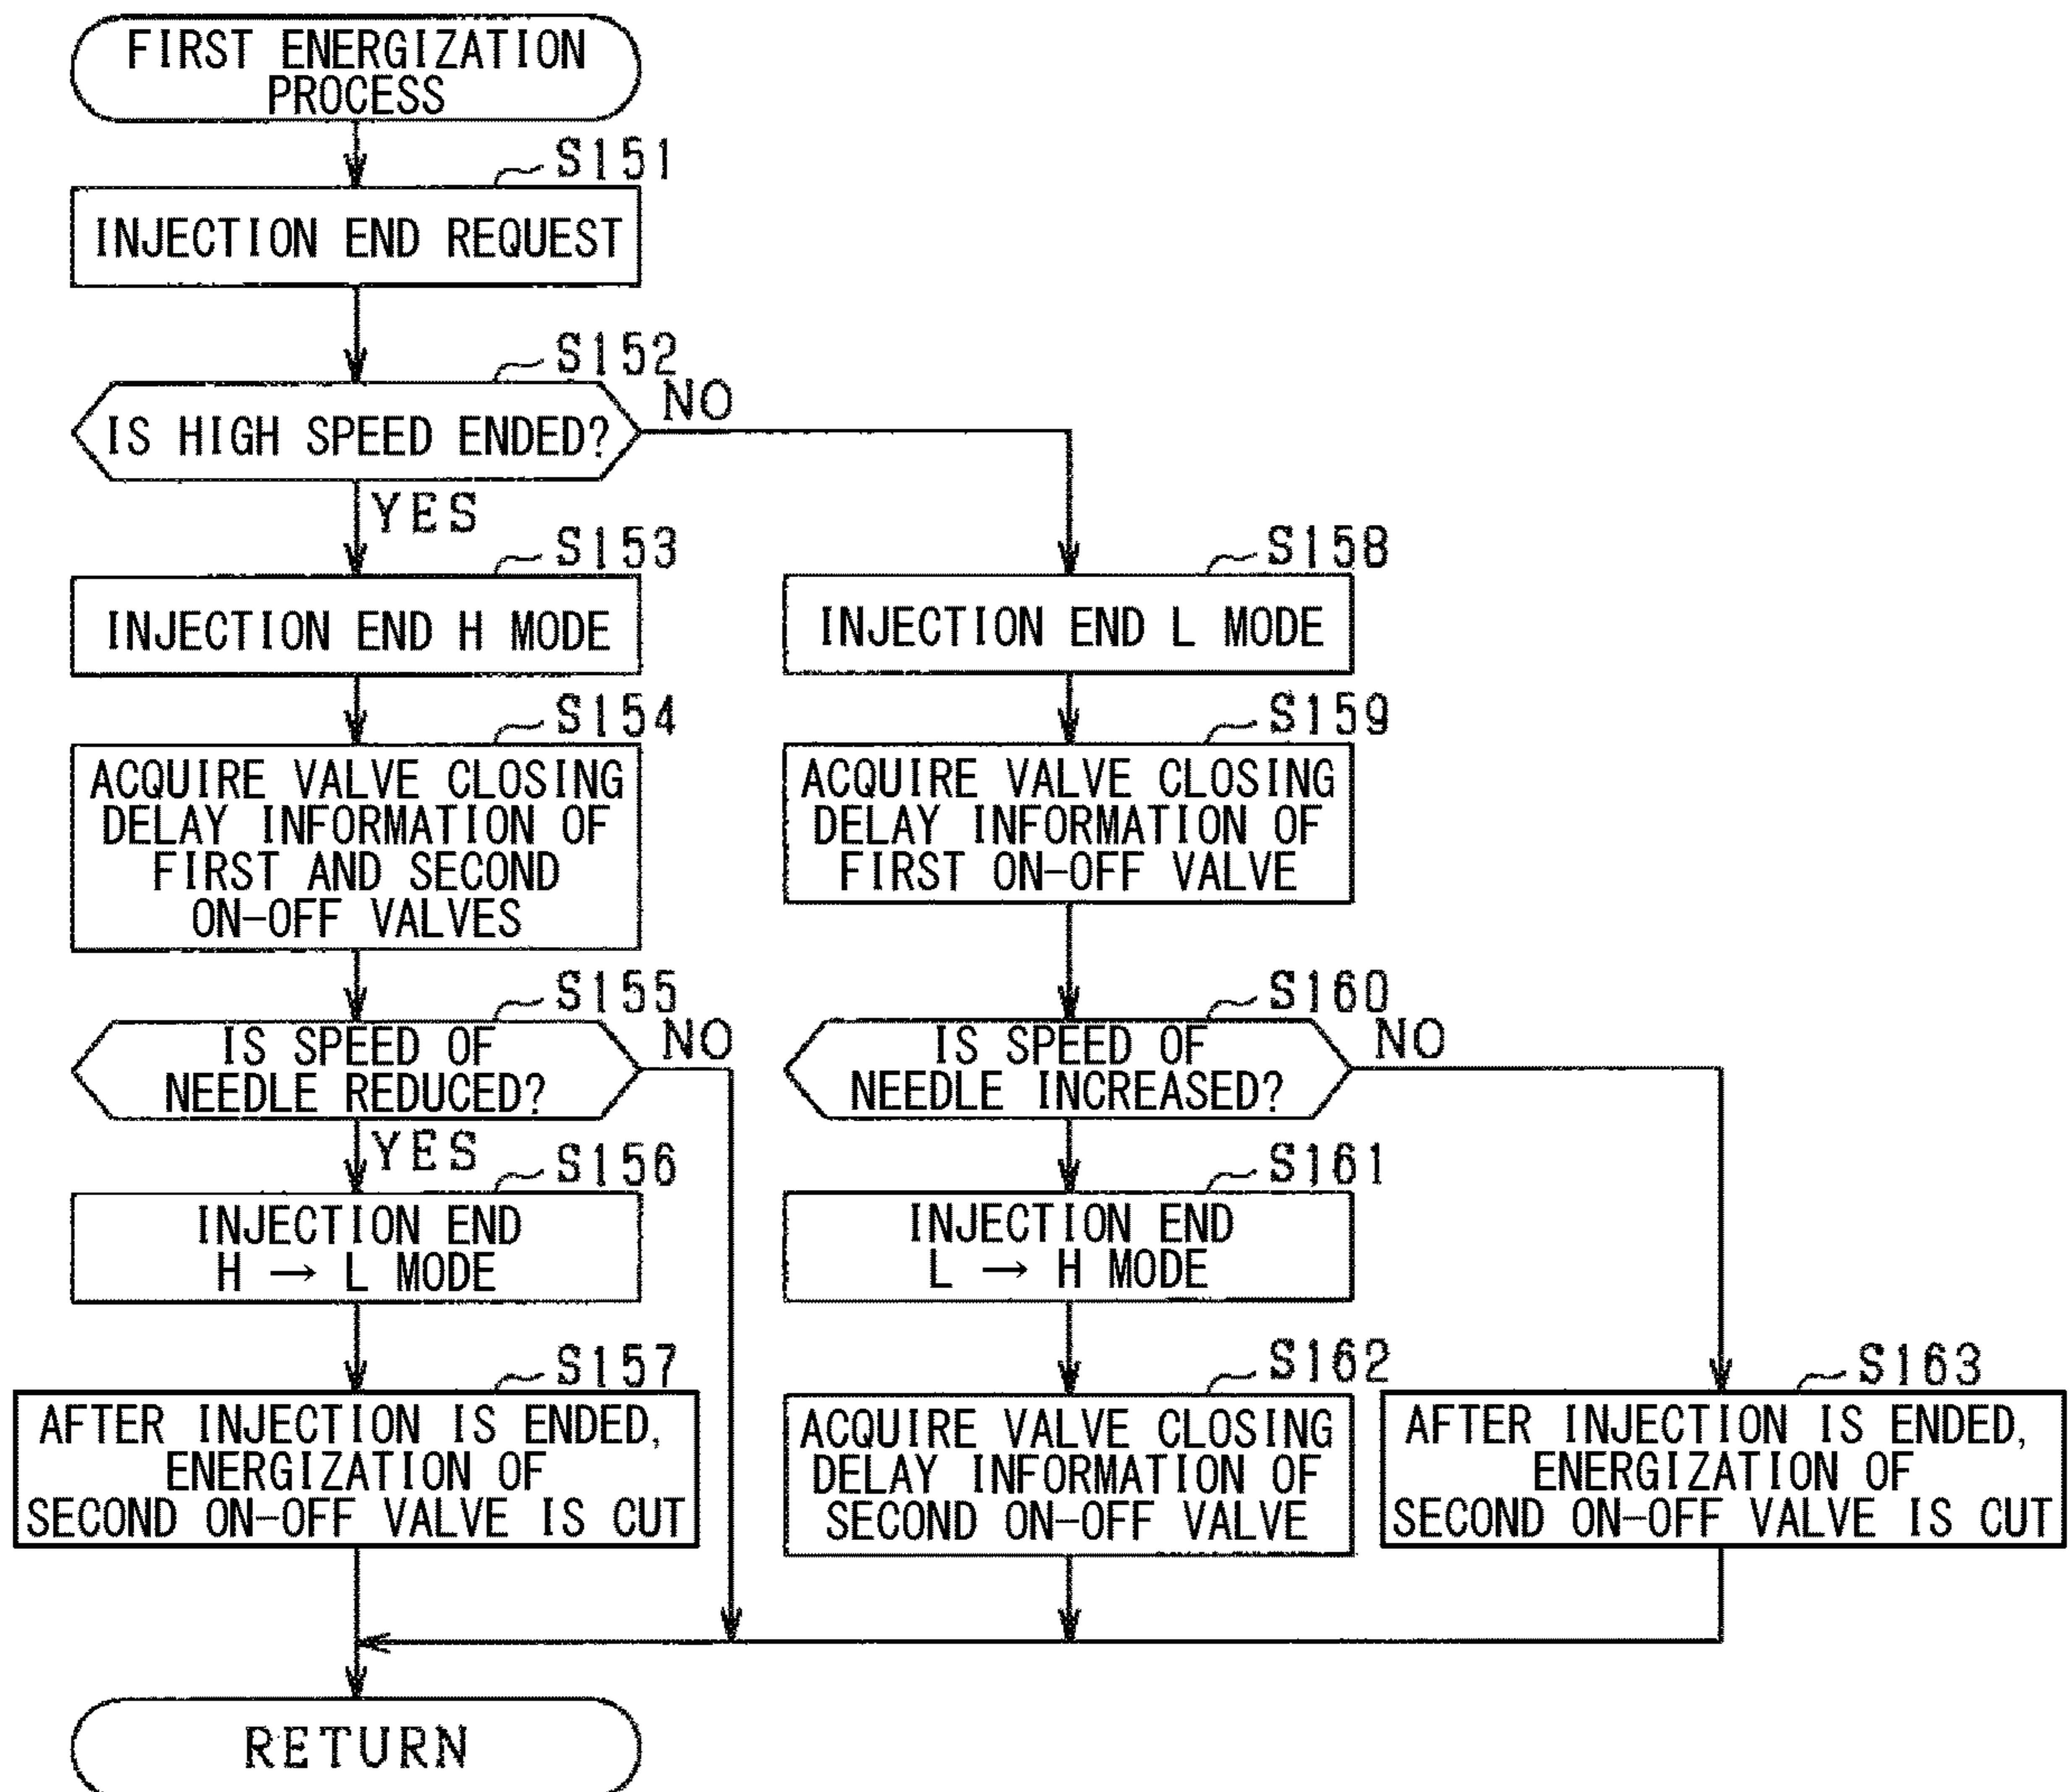 FIRST ENERGIZATION
PROCESS
S151
INJECTION END REQUEST
S152
IS HIGH SPEED ENDED?
NO
YES
S153
INJECTION END H MODE
S154
ACQUIRE VALVE CLOSING
DELAY INFORMATION OF
FIRST AND SECOND
ON-OFF VALVES
S155
IS SPEED OF
NEEDLE REDUCED?
NO
YES
S156
INJECTION END
H → L MODE
S157
AFTER INJECTION IS ENDED,
ENERGIZATION OF
SECOND ON-OFF VALVE IS CUT
S158
INJECTION END L MODE
S159
ACQUIRE VALVE CLOSING
DELAY INFORMATION OF
FIRST ON-OFF VALVE
S160
IS SPEED OF
NEEDLE INCREASED?
NO
S161
INJECTION END
L → H MODE
S162
ACQUIRE VALVE CLOSING
DELAY INFORMATION OF
SECOND ON-OFF VALVE
S163
AFTER INJECTION IS ENDED,
ENERGIZATION OF
SECOND ON-OFF VALVE IS CUT
RETURN